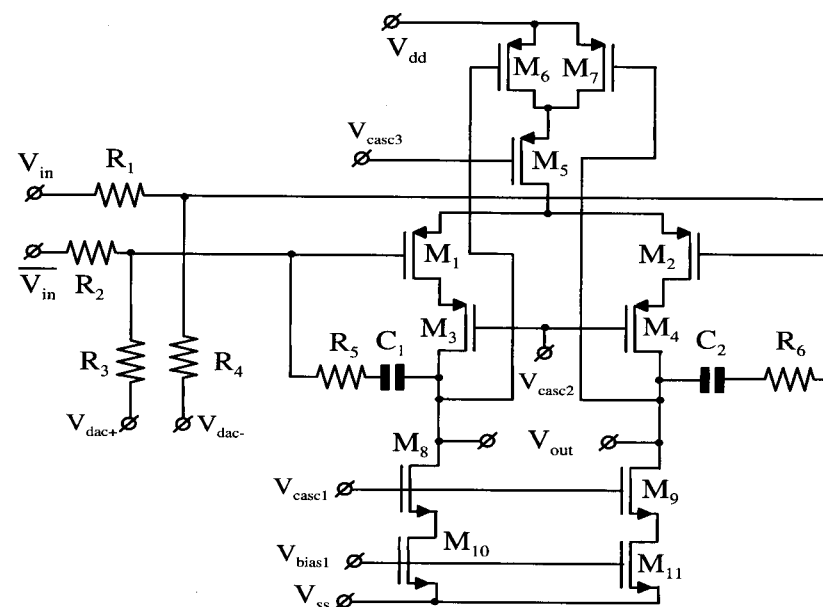 V_dd
M_6
M_7
V_casc3
M_5
V_in
R_1
M_1
M_2
V̅_in
R_2
M_3
M_4
C_2
R_6
R_5
C_1
R_3
R_4
V_casc2
V_dac+
V_dac-
M_8
V_out
V_casc1
M_9
V_bias1
M_10
M_11
V_ss